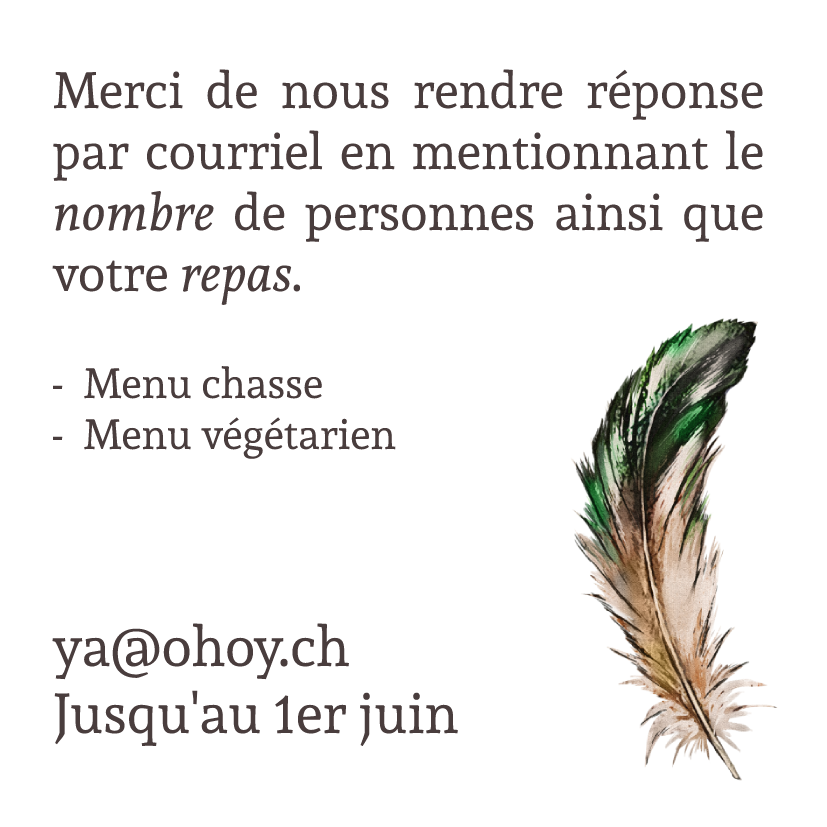 Merci de nous rendre réponse
par courriel en mentionnant le
nombre de personnes ainsi que
votre repas.
- Menu chasse
- Menu végétarien
ya@ohoy.ch
Jusqu'au 1er juin